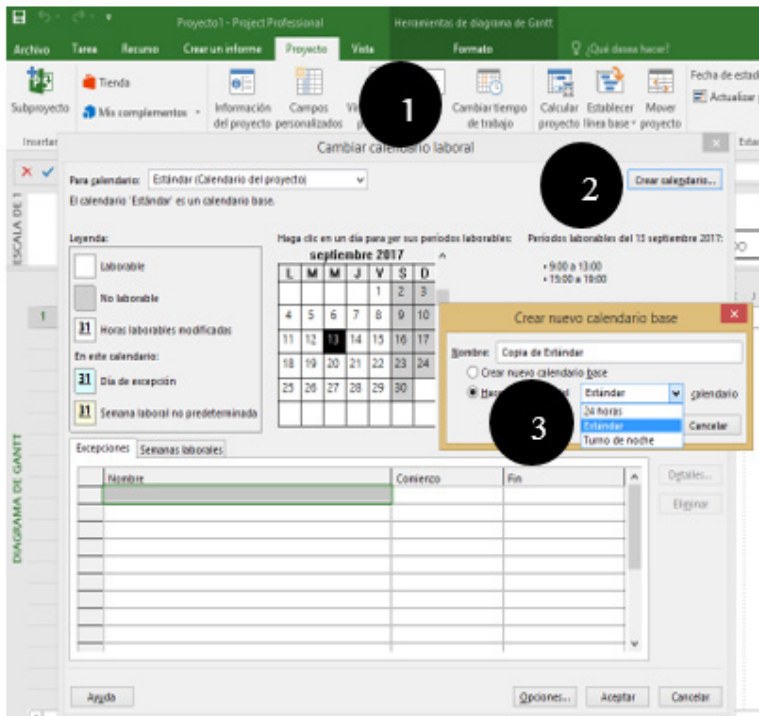 Proyecto1 - Project Professional
Herramientas de diagrama de Gantt
Archivo Tarea Recurso Crear un informe Proyecto Vista Formato ¿Qué desea hacer?
Subproyecto
Tienda
Mis complementos
Información del proyecto
Campos personalizados
Cambiar tiempo de trabajo
Calcular proyecto
Establecer línea base
Mover proyecto
Fecha de estad
Actualizar
Insertar
1
Cambiar calendario laboral
Para calendario: Estándar (Calendario del proyecto)
2
Crear calendario...
El calendario 'Estándar' es un calendario base.
ESCALA DE T
Leyenda:
Laborable
No laborable
31 Horas laborables modificadas
En este calendario:
31 Día de excepción
31 Semana laboral no predeterminada
Haga clic en un día para ver sus períodos laborables:
septiembre 2017
L M M J V S D
1 2 3
4 5 6 7 8 9 10
11 12 13 14 15 16 17
18 19 20 21 22 23 24
25 26 27 28 29 30
Períodos laborables del 13 septiembre 2017:
• 9:00 a 13:00
• 15:00 a 19:00
1
Crear nuevo calendario base
Nombre: Copia de Estándar
Crear nuevo calendario base
3
Estándar calendario
24 horas
Estándar
Turno de noche
Cancelar
DIAGRAMA DE GANTT
Excepciones Semanas laborales
Nombre Comienzo Fin
Detalles...
Eliminar
Ayuda Opciones... Aceptar Cancelar